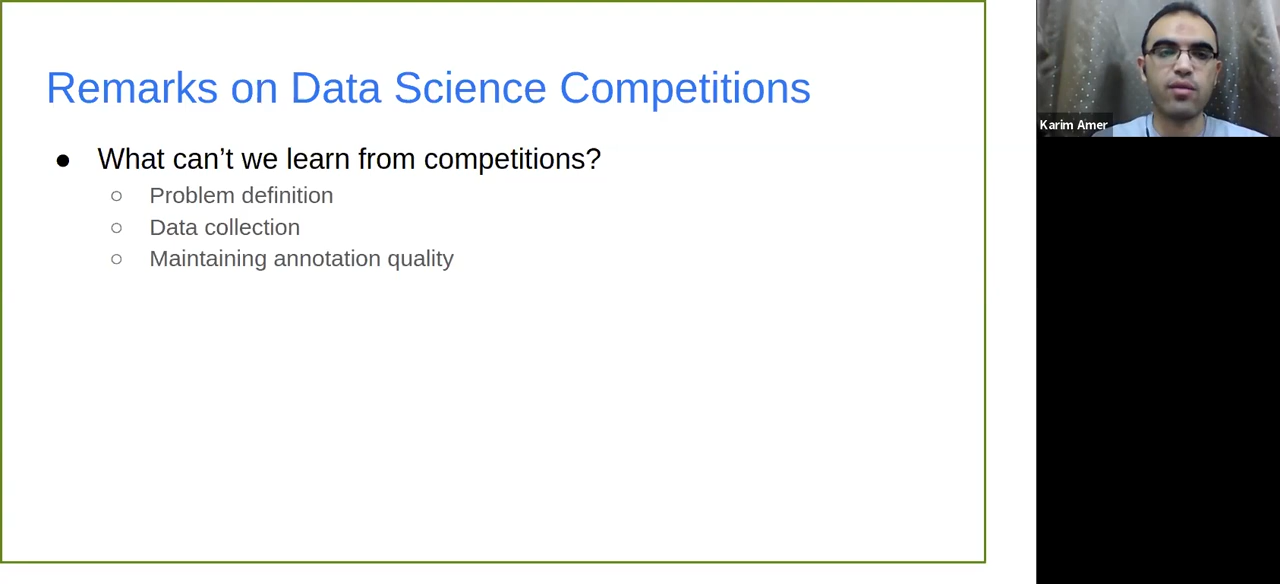 Remarks on Data Science Competitions
● What can’t we learn from competitions?
○ Problem definition
○ Data collection
○ Maintaining annotation quality
Karim Amer